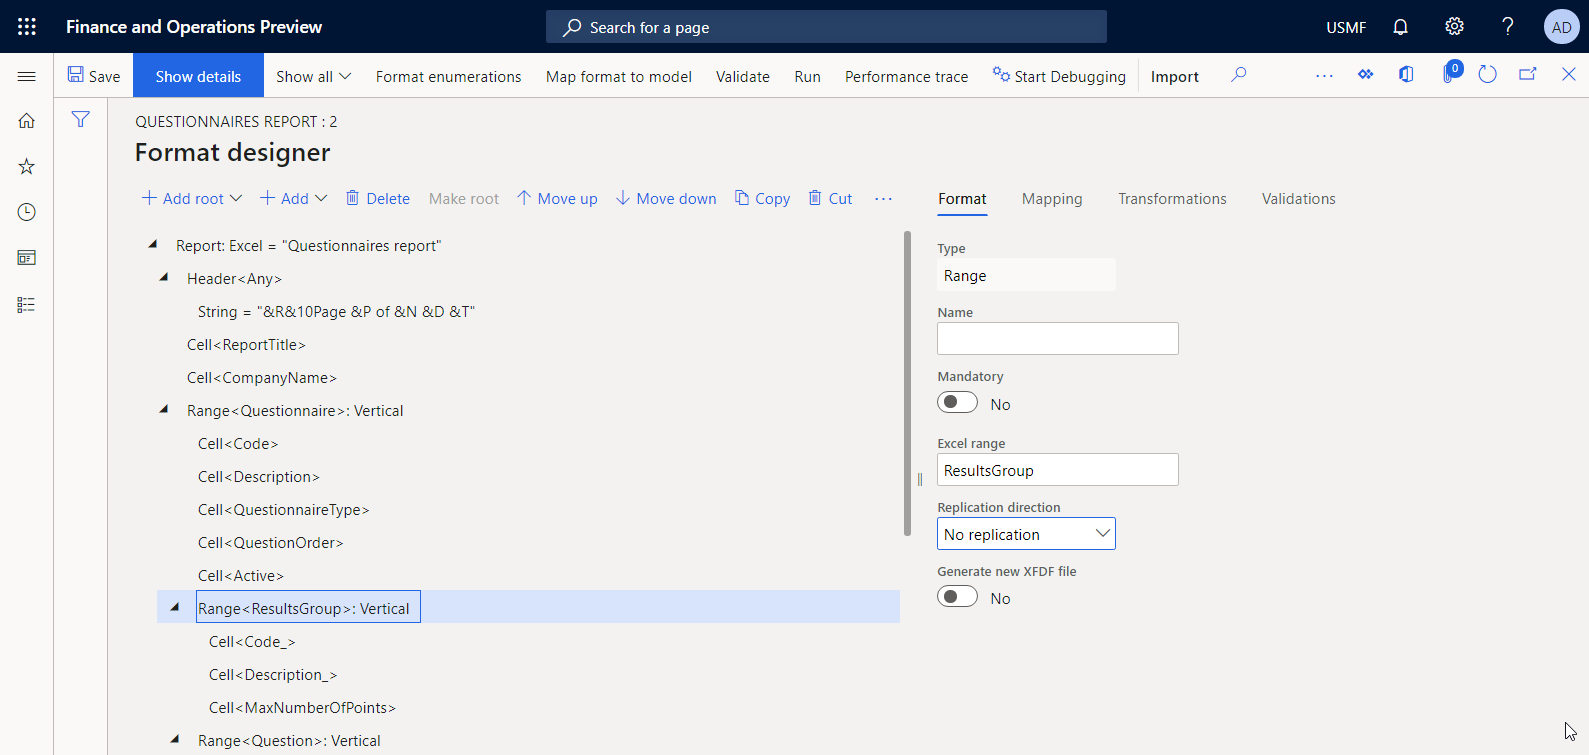 Finance and Operations Preview
Search for a page
USMF
?
AD
Save
Show details
Show all
Format enumerations
Map format to model
Validate
Run
Performance trace
Start Debugging
Import
...
0
QUESTIONNAIRES REPORT : 2
Format designer
Add root
Add
Delete
Make root
Move up
Move down
Copy
Cut
...
Format
Mapping
Transformations
Validations
Report: Excel = "Questionnaires report"
Header<Any>
String = "&R&10Page &P of &N &D &T"
Cell<ReportTitle>
Cell<CompanyName>
Range<Questionnaire>: Vertical
Cell<Code>
Cell<Description>
Cell<QuestionnaireType>
Cell<QuestionOrder>
Cell<Active>
Range<ResultsGroup>: Vertical
Cell<Code_>
Cell<Description_>
Cell<MaxNumberOfPoints>
Range<Question>: Vertical
Type
Range
Name
Mandatory
No
Excel range
ResultsGroup
Replication direction
No replication
Generate new XFDF file
No